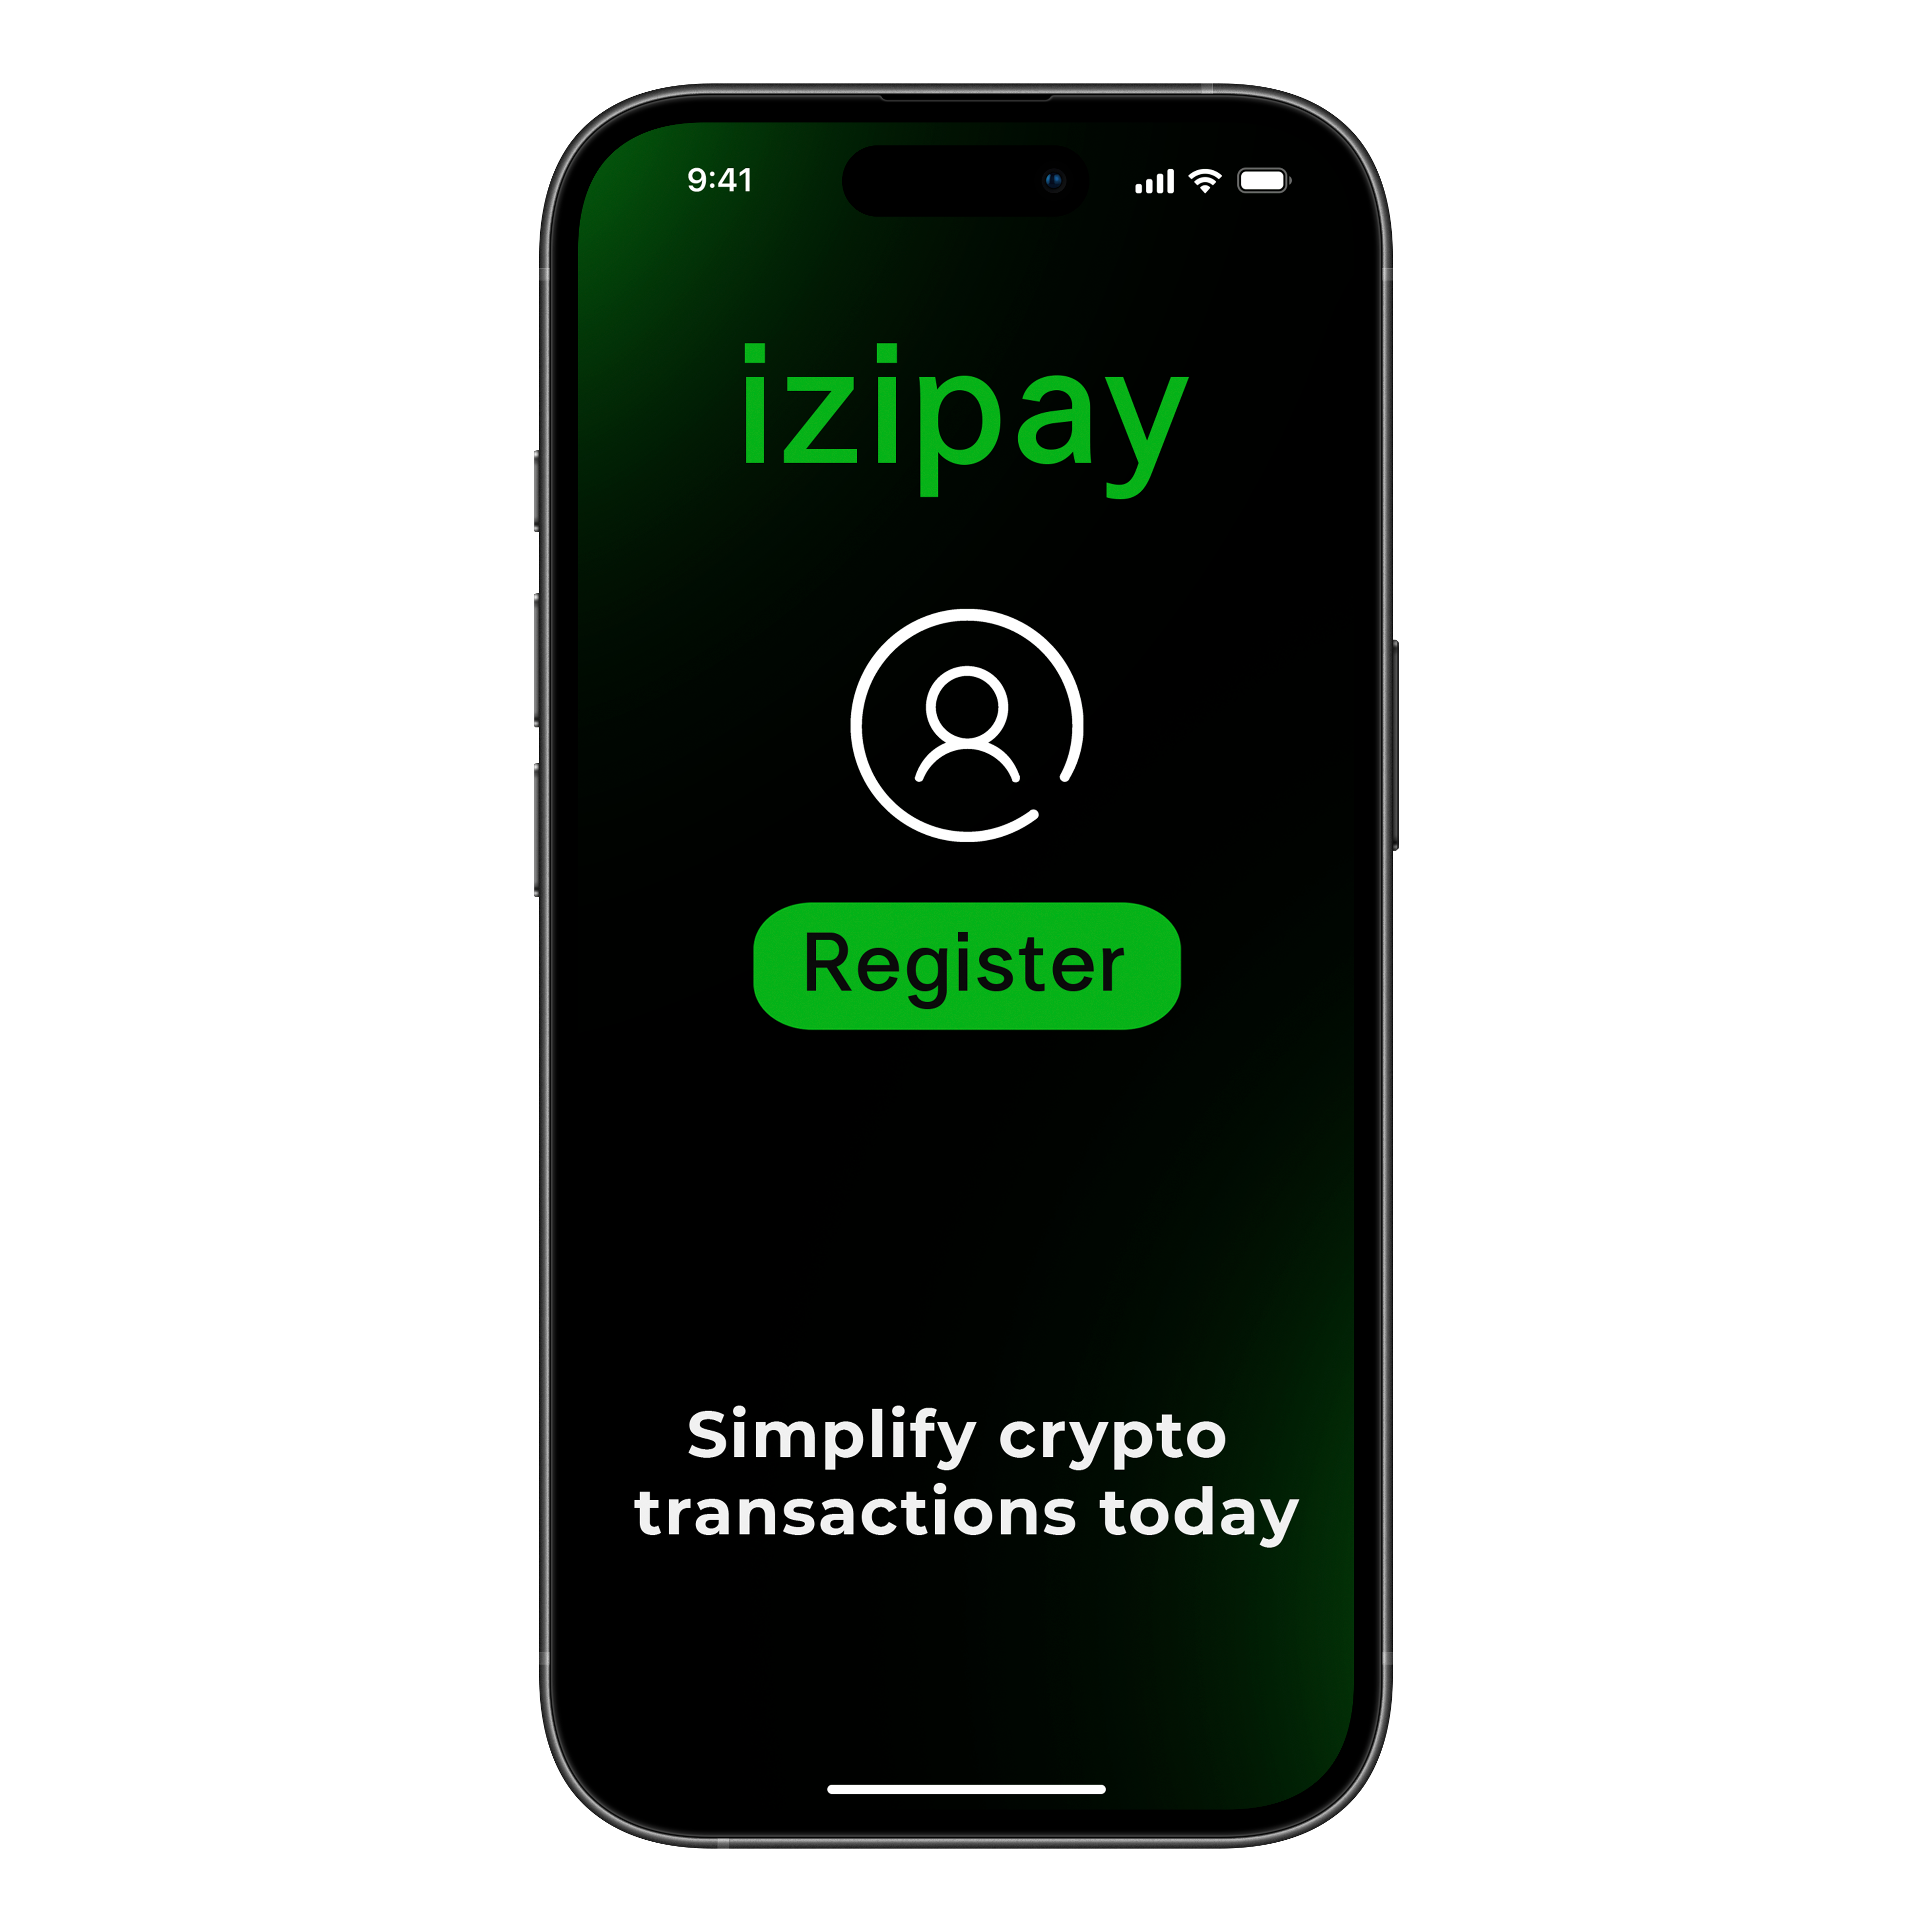 9:41
izipay
Register
Simplify crypto
transactions today